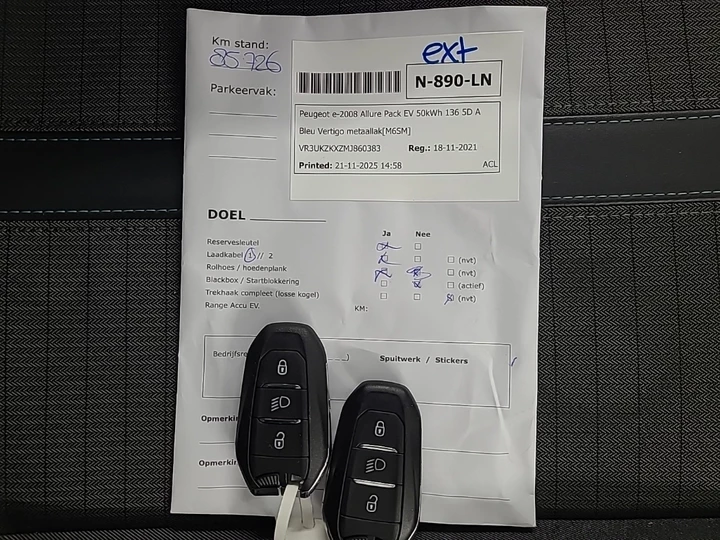 Km stand:
85726
Parkeervak:
ext
N-890-LN
Peugeot e-2008 Allure Pack EV 50kWh 136 5D A
Bleu Vertigo metaallak[M6SM]
VR3UKZKXZMJ860383 Reg.: 18-11-2021
Printed: 21-11-2025 14:58 ACL
DOEL
Ja Nee
Reservesleutel
Laadkabel 1 // 2 (nvt)
Rolhoes / hoedenplank (nvt)
Blackbox / Startblokkering (actief)
Trekhaak compleet (losse kogel) (nvt)
Range Accu EV. KM:
Spuitwerk / Stickers